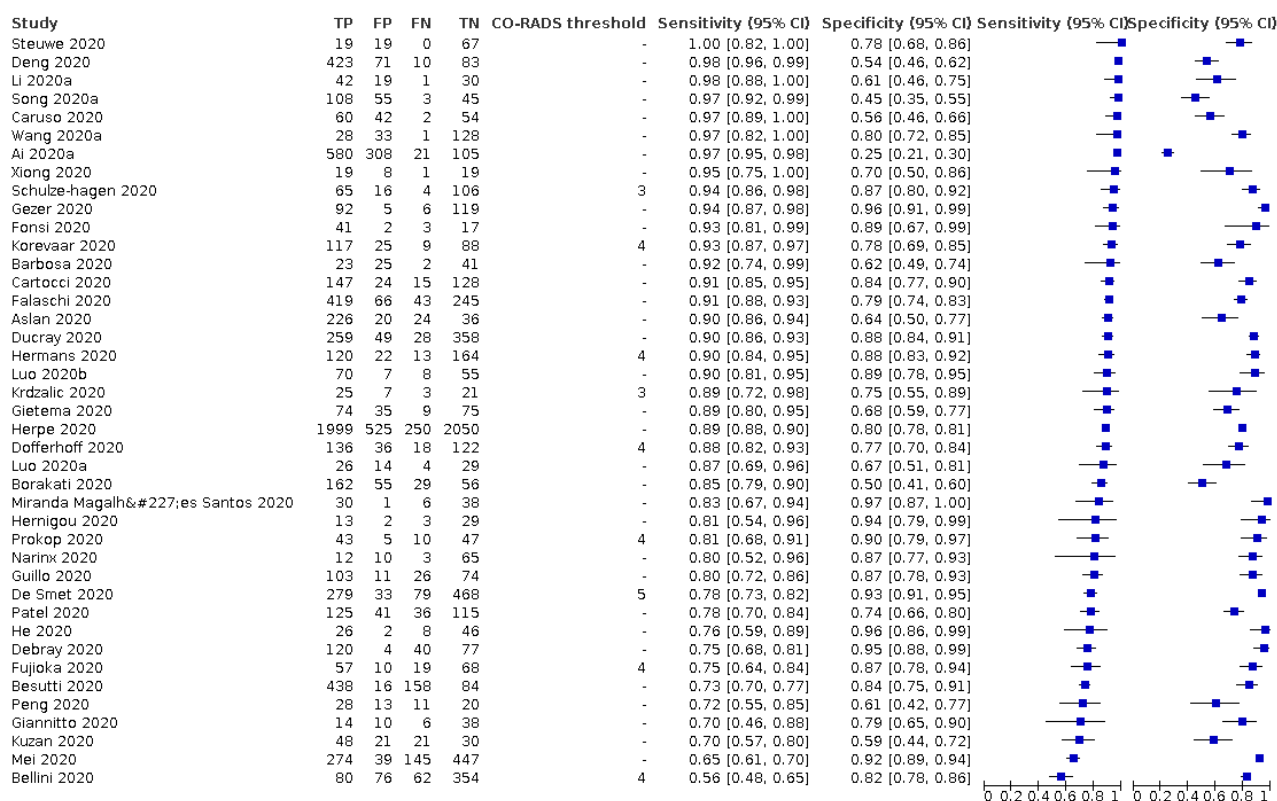 Study TP FP FN TN CO-RADS threshold Sensitivity (95% CI) Specificity (95% CI) Sensitivity (95% CI)Specificity (95% CI)
Steuwe 2020 19 19 0 67 - 1.00 [0.82, 1.00] 0.78 [0.68, 0.86]
Deng 2020 423 71 10 83 - 0.98 [0.96, 0.99] 0.54 [0.46, 0.62]
Li 2020a 42 19 1 30 - 0.98 [0.88, 1.00] 0.61 [0.46, 0.75]
Song 2020a 108 55 3 45 - 0.97 [0.92, 0.99] 0.45 [0.35, 0.55]
Caruso 2020 60 42 2 54 - 0.97 [0.89, 1.00] 0.56 [0.46, 0.66]
Wang 2020a 28 33 1 128 - 0.97 [0.82, 1.00] 0.80 [0.72, 0.85]
Ai 2020a 580 308 21 105 - 0.97 [0.95, 0.98] 0.25 [0.21, 0.30]
Xiong 2020 19 8 1 19 - 0.95 [0.75, 1.00] 0.70 [0.50, 0.86]
Schulze-hagen 2020 65 16 4 106 3 0.94 [0.86, 0.98] 0.87 [0.80, 0.92]
Gezer 2020 92 5 6 119 - 0.94 [0.87, 0.98] 0.96 [0.91, 0.99]
Fonsi 2020 41 2 3 17 - 0.93 [0.81, 0.99] 0.89 [0.67, 0.99]
Korevaar 2020 117 25 9 88 4 0.93 [0.87, 0.97] 0.78 [0.69, 0.85]
Barbosa 2020 23 25 2 41 - 0.92 [0.74, 0.99] 0.62 [0.49, 0.74]
Cartocci 2020 147 24 15 128 - 0.91 [0.85, 0.95] 0.84 [0.77, 0.90]
Falaschi 2020 419 66 43 245 - 0.91 [0.88, 0.93] 0.79 [0.74, 0.83]
Aslan 2020 226 20 24 36 - 0.90 [0.86, 0.94] 0.64 [0.50, 0.77]
Ducray 2020 259 49 28 358 - 0.90 [0.86, 0.93] 0.88 [0.84, 0.91]
Hermans 2020 120 22 13 164 4 0.90 [0.84, 0.95] 0.88 [0.83, 0.92]
Luo 2020b 70 7 8 55 - 0.90 [0.81, 0.95] 0.89 [0.78, 0.95]
Krdzalic 2020 25 7 3 21 3 0.89 [0.72, 0.98] 0.75 [0.55, 0.89]
Gietema 2020 74 35 9 75 - 0.89 [0.80, 0.95] 0.68 [0.59, 0.77]
Herpe 2020 1999 525 250 2050 - 0.89 [0.88, 0.90] 0.80 [0.78, 0.81]
Dofferhoff 2020 136 36 18 122 4 0.88 [0.82, 0.93] 0.77 [0.70, 0.84]
Luo 2020a 26 14 4 29 - 0.87 [0.69, 0.96] 0.67 [0.51, 0.81]
Borakati 2020 162 55 29 56 - 0.85 [0.79, 0.90] 0.50 [0.41, 0.60]
Miranda Magalh&#227;es Santos 2020 30 1 6 38 - 0.83 [0.67, 0.94] 0.97 [0.87, 1.00]
Hernigou 2020 13 2 3 29 - 0.81 [0.54, 0.96] 0.94 [0.79, 0.99]
Prokop 2020 43 5 10 47 4 0.81 [0.68, 0.91] 0.90 [0.79, 0.97]
Narinx 2020 12 10 3 65 - 0.80 [0.52, 0.96] 0.87 [0.77, 0.93]
Guillo 2020 103 11 26 74 - 0.80 [0.72, 0.86] 0.87 [0.78, 0.93]
De Smet 2020 279 33 79 468 5 0.78 [0.73, 0.82] 0.93 [0.91, 0.95]
Patel 2020 125 41 36 115 - 0.78 [0.70, 0.84] 0.74 [0.66, 0.80]
He 2020 26 2 8 46 - 0.76 [0.59, 0.89] 0.96 [0.86, 0.99]
Debray 2020 120 4 40 77 - 0.75 [0.68, 0.81] 0.95 [0.88, 0.99]
Fujioka 2020 57 10 19 68 4 0.75 [0.64, 0.84] 0.87 [0.78, 0.94]
Besutti 2020 438 16 158 84 - 0.73 [0.70, 0.77] 0.84 [0.75, 0.91]
Peng 2020 28 13 11 20 - 0.72 [0.55, 0.85] 0.61 [0.42, 0.77]
Giannitto 2020 14 10 6 38 - 0.70 [0.46, 0.88] 0.79 [0.65, 0.90]
Kuzan 2020 48 21 21 30 - 0.70 [0.57, 0.80] 0.59 [0.44, 0.72]
Mei 2020 274 39 145 447 - 0.65 [0.61, 0.70] 0.92 [0.89, 0.94]
Bellini 2020 80 76 62 354 4 0.56 [0.48, 0.65] 0.82 [0.78, 0.86]
0 0.2 0.4 0.6 0.8 1 0 0.2 0.4 0.6 0.8 1